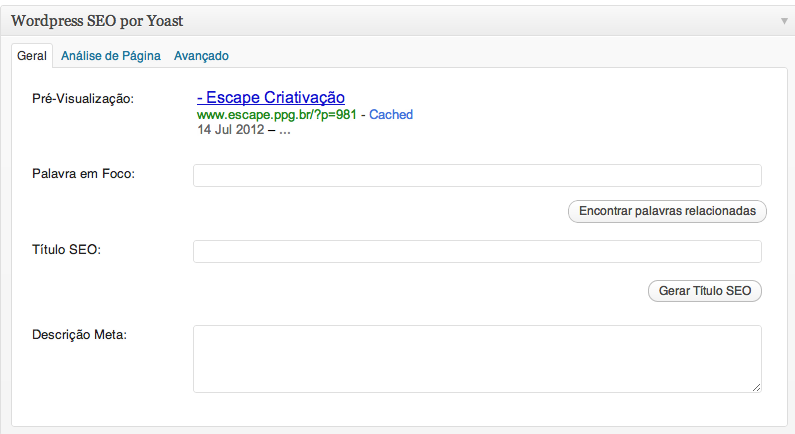 Wordpress SEO por Yoast
Geral Análise de Página Avançado
Pré-Visualização: - Escape Criativação
www.escape.ppg.br/?p=981 - Cached
14 Jul 2012 – ...
Palavra em Foco:
Encontrar palavras relacionadas
Título SEO:
Gerar Título SEO
Descrição Meta: